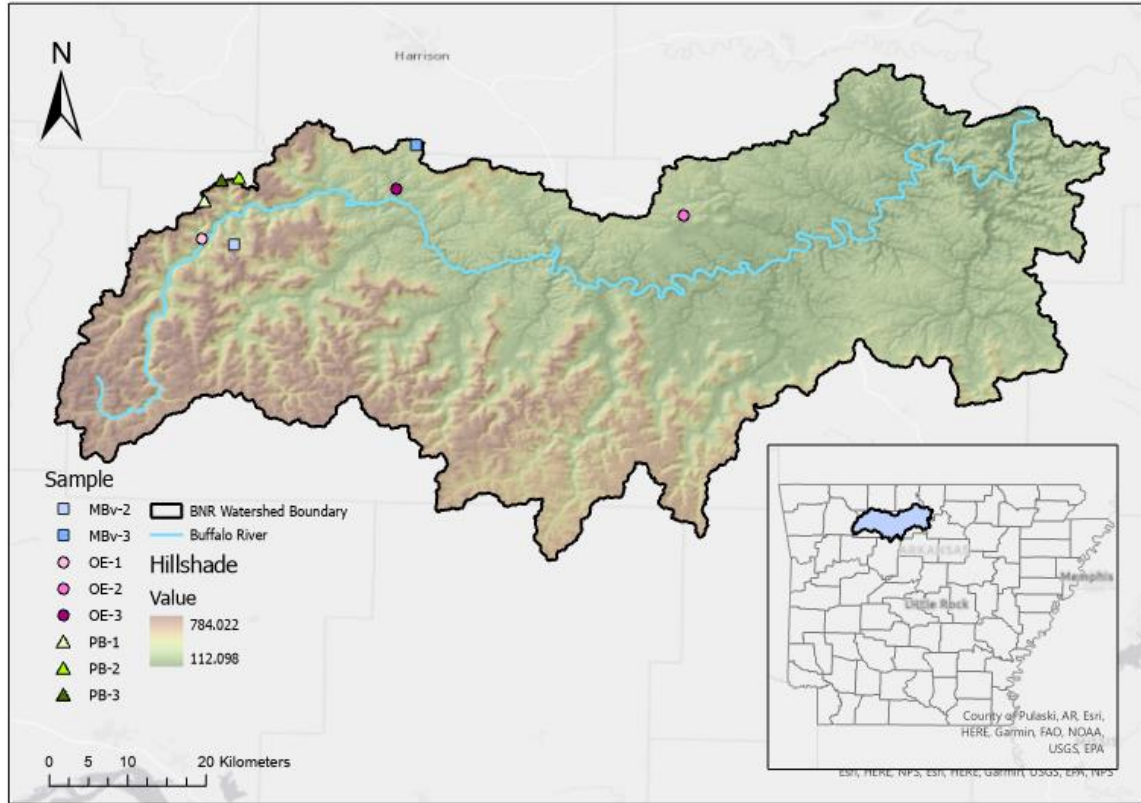 Harrison
N
Sample
MBv-2
MBv-3
OE-1
OE-2
OE-3
PB-1
PB-2
PB-3
BNR Watershed Boundary
Buffalo River
Hillshade
Value
784.022
112.098
0 5 10 20 Kilometers
ARKANSAS
Memphis
Little Rock
County of Pulaski, AR, Esri,
HERE, Garmin, FAO, NOAA,
USGS, EPA
Esri, HERE, NPS, Esri, HERE, Garmin, USGS, EPA, NPS